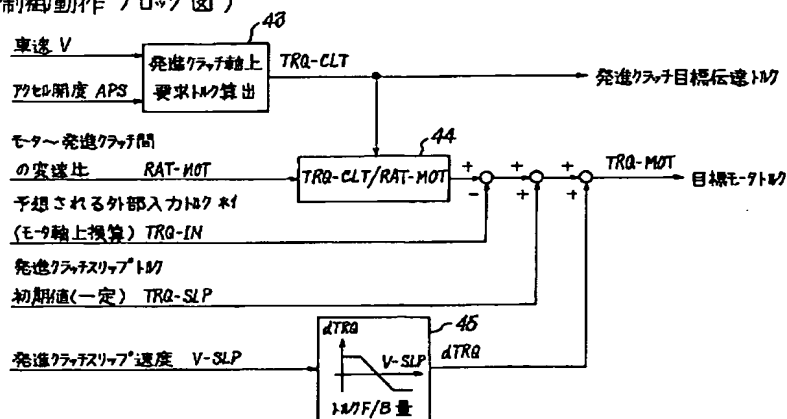 制御動作ブロック図)
43
車速 V
発進クラッチ軸上
要求トルク算出
TRQ-CLT
発進クラッチ目標伝達トルク
アクセル開度 APS
モータ〜発進クラッチ間
の変速比 RAT-MOT
44
TRQ-CLT/RAT-MOT
+
-
+
+
+
+
TRQ-MOT
目標モータトルク
予想される外部入力トルク
(モータ軸上換算) TRQ-IN
発進クラッチスリップトルク
初期値(一定) TRQ-SLP
45
dTRQ
V-SLP
トルクF/B量
発進クラッチスリップ速度 V-SLP
dTRQ